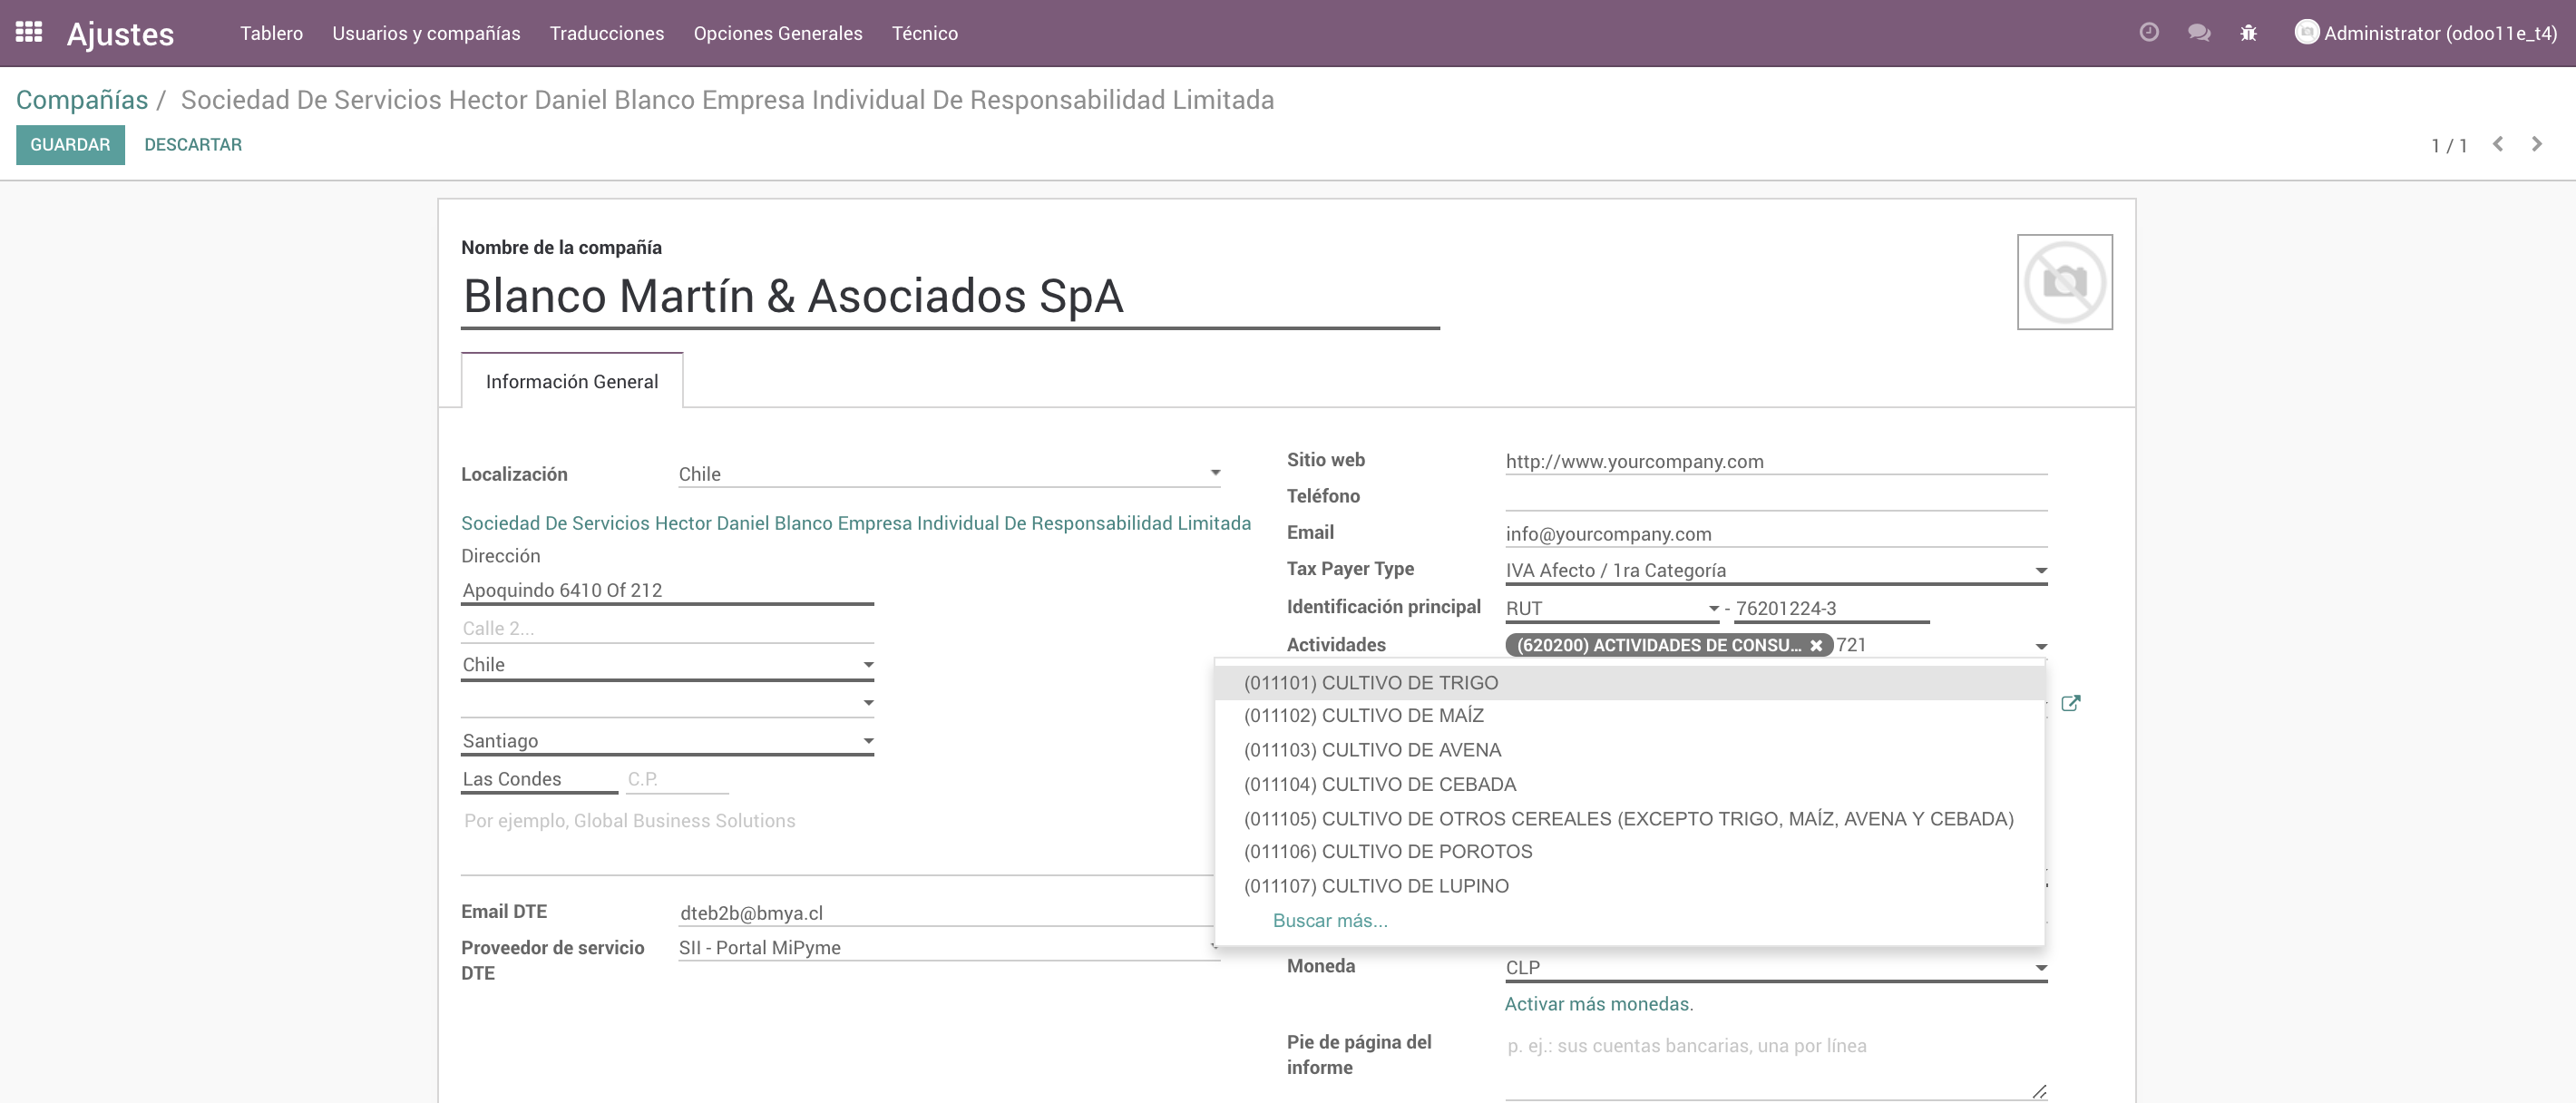 Ajustes Tablero Usuarios y compañías Traducciones Opciones Generales Técnico Administrator (odoo11e_t4)
Compañías / Sociedad De Servicios Hector Daniel Blanco Empresa Individual De Responsabilidad Limitada
GUARDAR DESCARTAR 1 / 1
Nombre de la compañía
Blanco Martín & Asociados SpA
Información General
Localización Chile
Sociedad De Servicios Hector Daniel Blanco Empresa Individual De Responsabilidad Limitada
Dirección
Apoquindo 6410 Of 212
Calle 2...
Chile
Santiago
Las Condes C.P.
Por ejemplo, Global Business Solutions
Email DTE dteb2b@bmya.cl
Proveedor de servicio DTE SII - Portal MiPyme
Sitio web http://www.yourcompany.com
Teléfono
Email info@yourcompany.com
Tax Payer Type IVA Afecto / 1ra Categoría
Identificación principal RUT - 76201224-3
Actividades (620200) ACTIVIDADES DE CONSU... 721
(011101) CULTIVO DE TRIGO
(011102) CULTIVO DE MAÍZ
(011103) CULTIVO DE AVENA
(011104) CULTIVO DE CEBADA
(011105) CULTIVO DE OTROS CEREALES (EXCEPTO TRIGO, MAÍZ, AVENA Y CEBADA)
(011106) CULTIVO DE POROTOS
(011107) CULTIVO DE LUPINO
Buscar más...
Moneda CLP
Activar más monedas.
Pie de página del informe p. ej.: sus cuentas bancarias, una por línea